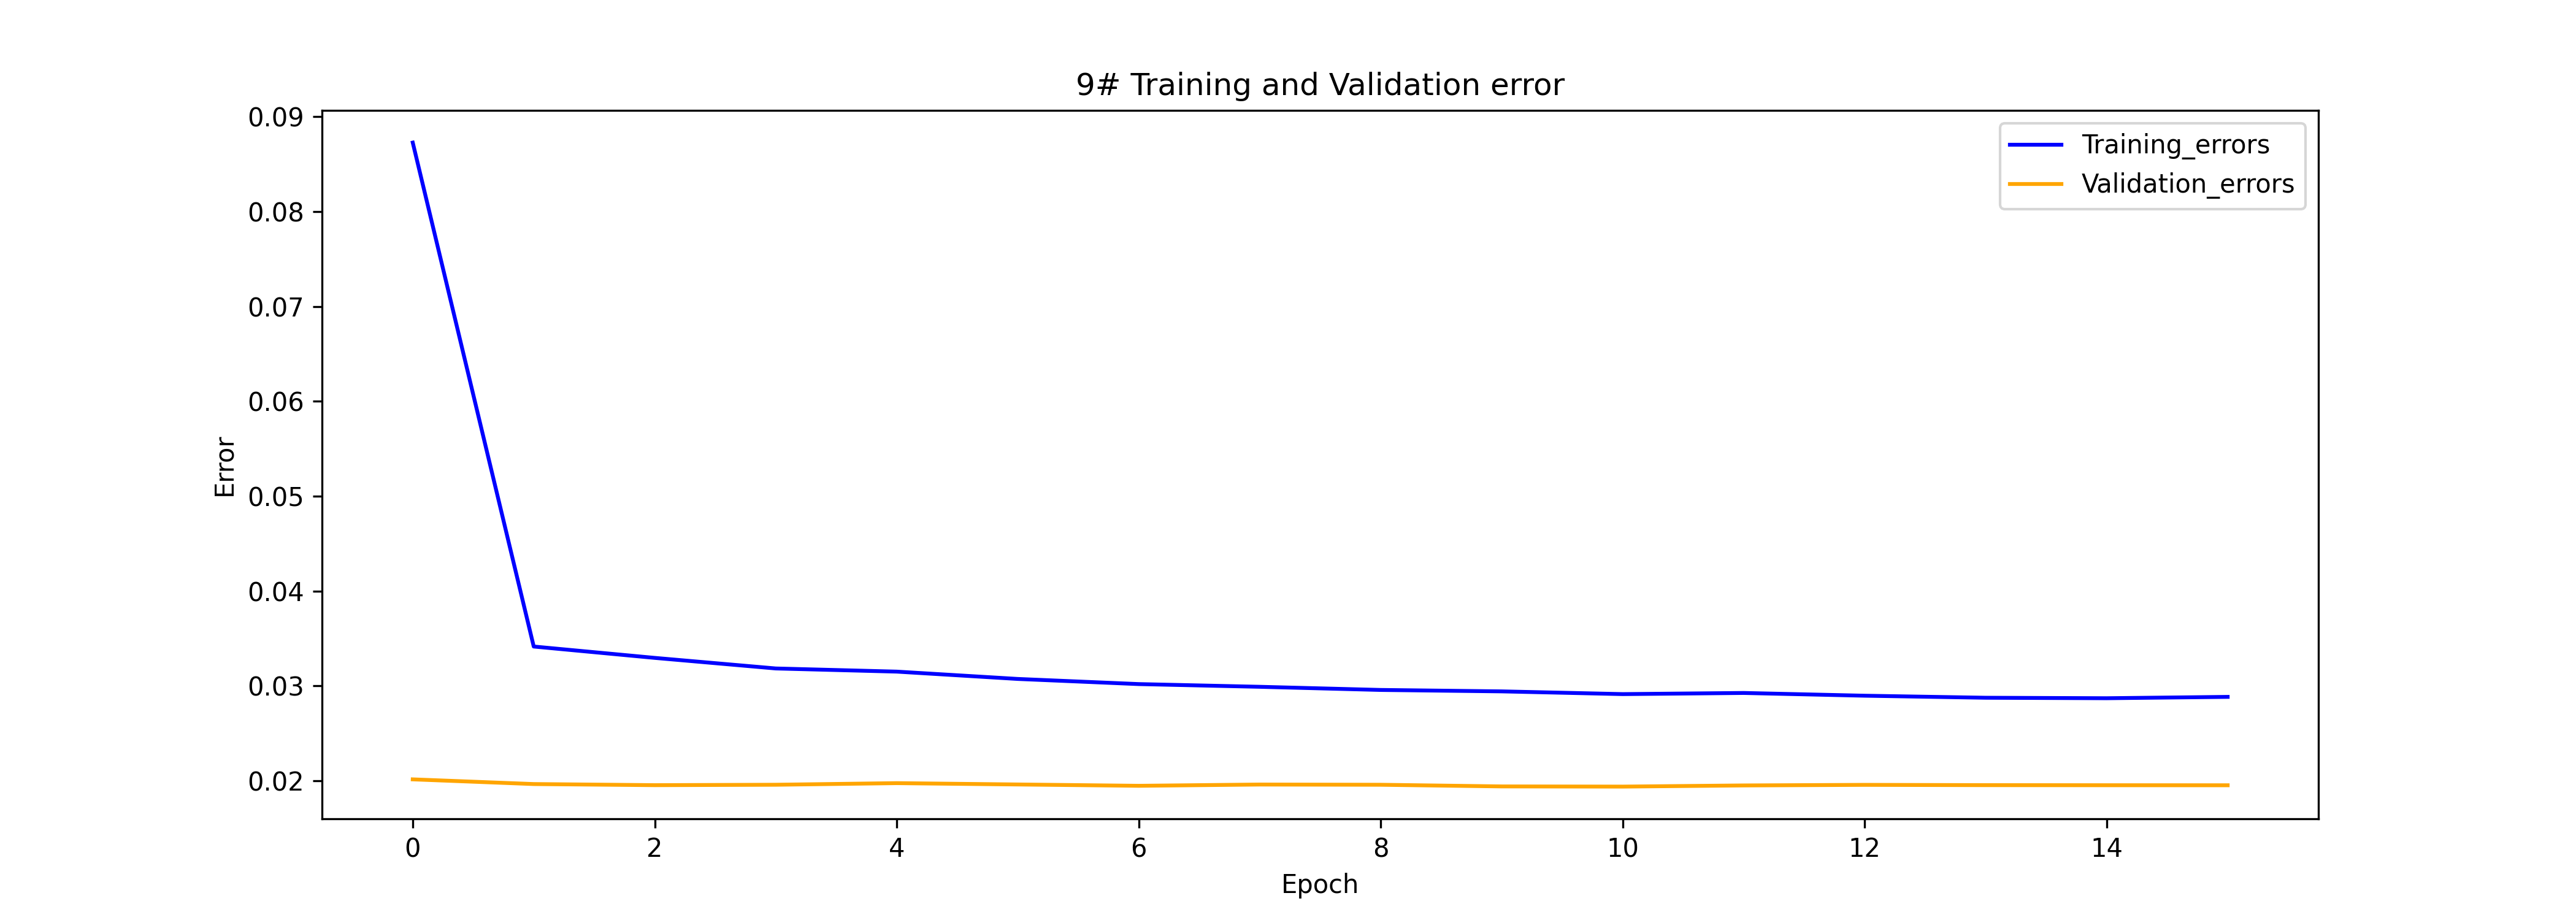 9# Training and Validation error
0.09
0.08
0.07
0.06
0.05
0.04
0.03
0.02
Error
Training_errors
Validation_errors
0 2 4 6 8 10 12 14
Epoch